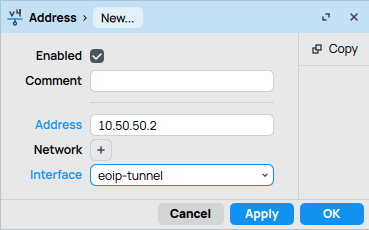 v4 Address › New...
Enabled
Copy
Comment
Address 10.50.50.2
Network +
Interface eoip-tunnel
Cancel Apply OK